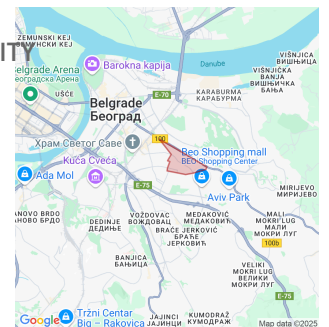 ZEMUNSKI KEJ
ЗЕМУНСКИ КЕЈ
ITY
Barokna kapija
Danube
VIŠNJICA
ВИШЊИЦА
VIŠNJIČKA
BANJA
ВИШЊИЧКА
БАЊА
Belgrade Arena
Београдска Арена
UŠĆE
УШЋЕ
E-70
KARABURMA
КАРАБУРМА
Belgrade
Београд
Храм Светог Саве
100
Beo Shopping mall
BEO Shopping Center
Kuća Cveća
Ada Mol
E-75
Aviv Park
MIRIJEVO
МИРИЈЕВО
NOVO BRDO
НОВО БРДО
DEDINJE
ДЕДИЊЕ
VOŽDOVAC
ВОЖДОВАЦ
MEDAKOVIĆ
МЕДАКОВИЋ
BRAĆE JERKOVIĆ
БРАЋЕ
ЈЕРКОВИЋ
MALI
MOKRI LUG
МАЛИ
МОКРИ ЛУГ
100b
BANJICA
БАЊИЦА
VELIKI
MOKRI LUG
ВЕЛИКИ
МОКРИ ЛУГ
E-75
Tržni Centar
Big - Rakovica
JAJINCI
ЈАЈИНЦИ
KUMODRAŽ
КУМОДРАЖ
Google
Map data ©2025